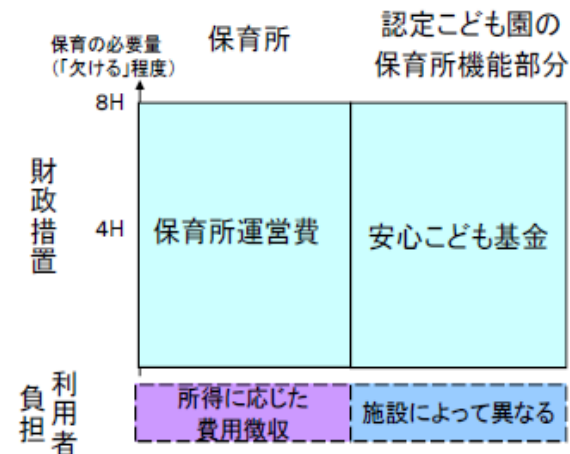 保育の必要量
(「欠ける」程度)
保育所
認定こども園の
保育所機能部分
8H
4H
財政措置
保育所運営費
安心こども基金
利用者
負担
所得に応じた
費用徴収
施設によって異なる